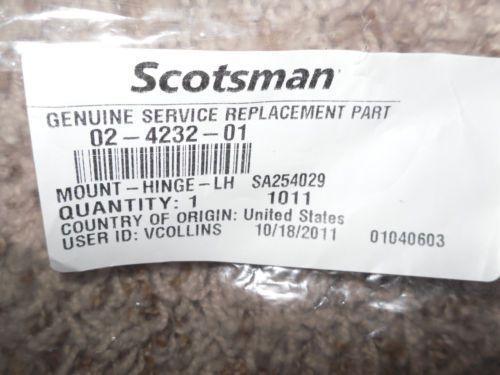 Scotsman
GENUINE SERVICE REPLACEMENT PART
02-4232-01
MOUNT-HINGE-LH SA254029
QUANTITY: 1 1011
COUNTRY OF ORIGIN: United States
USER ID: VCOLLINS 10/18/2011 01040603